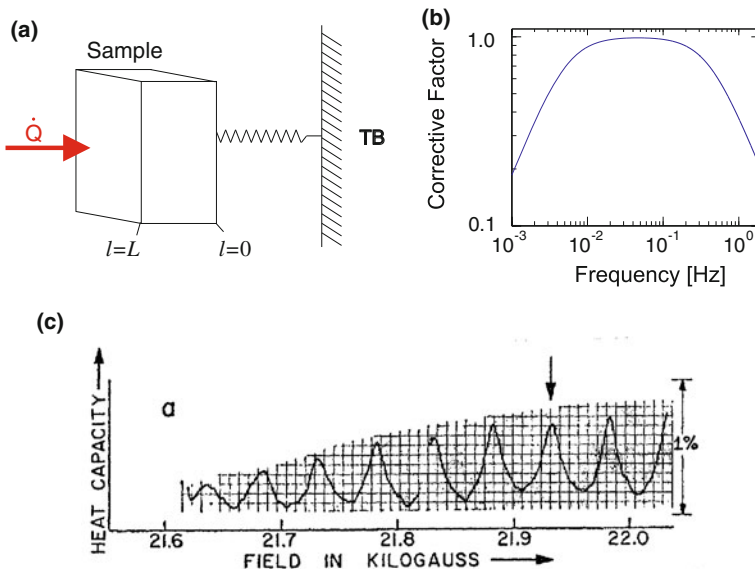 (a)
Sample
Q̇
TB
l=L
l=0
(b)
Corrective Factor
1.0
0.1
10⁻³
10⁻²
10⁻¹
10⁰
Frequency [Hz]
(c)
HEAT CAPACITY
a
1%
21.6
21.7
21.8
21.9
22.0
FIELD IN KILOGAUSS